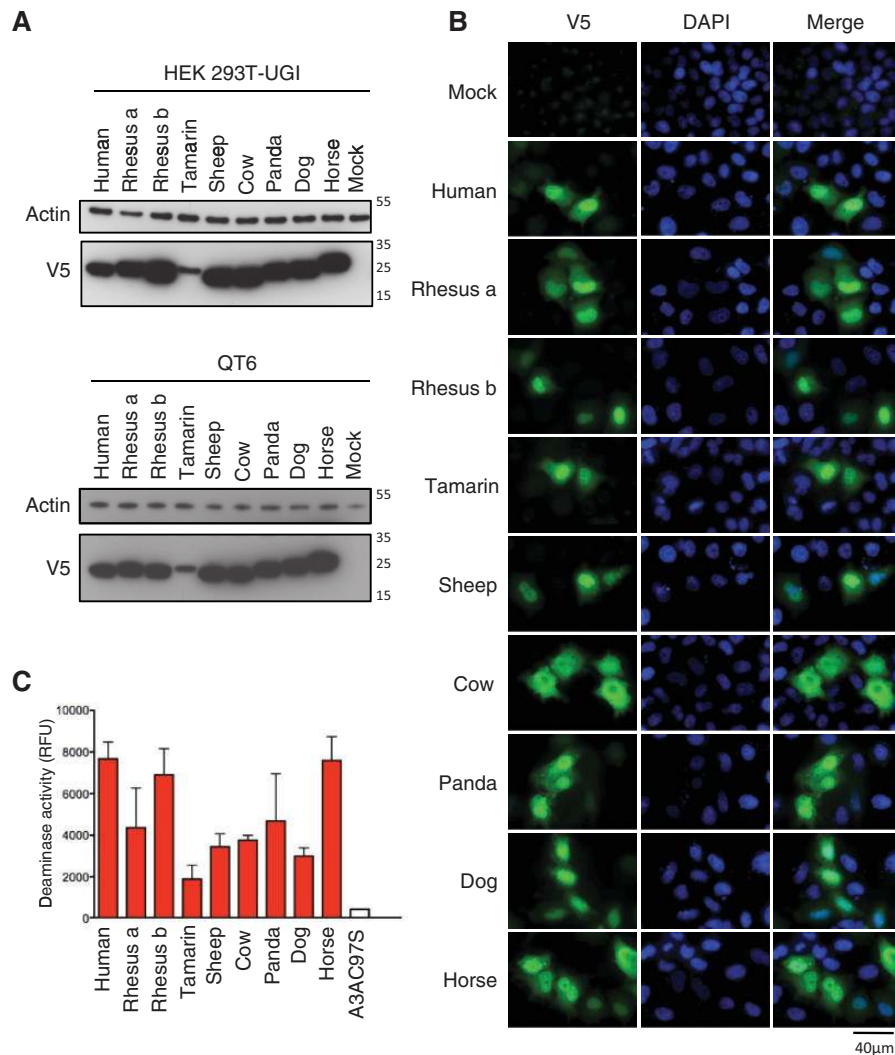 A
HEK 293T-UGI
Human
Rhesus a
Rhesus b
Tamarin
Sheep
Cow
Panda
Dog
Horse
Mock
Actin
55
V5
35
25
15
QT6
Human
Rhesus a
Rhesus b
Tamarin
Sheep
Cow
Panda
Dog
Horse
Mock
Actin
55
V5
35
25
15
B
V5 DAPI Merge
Mock
Human
Rhesus a
Rhesus b
Tamarin
Sheep
Cow
Panda
Dog
Horse
40μm
C
Deaminase activity (RFU)
10000
8000
6000
4000
2000
0
Human
Rhesus a
Rhesus b
Tamarin
Sheep
Cow
Panda
Dog
Horse
A3AC97S